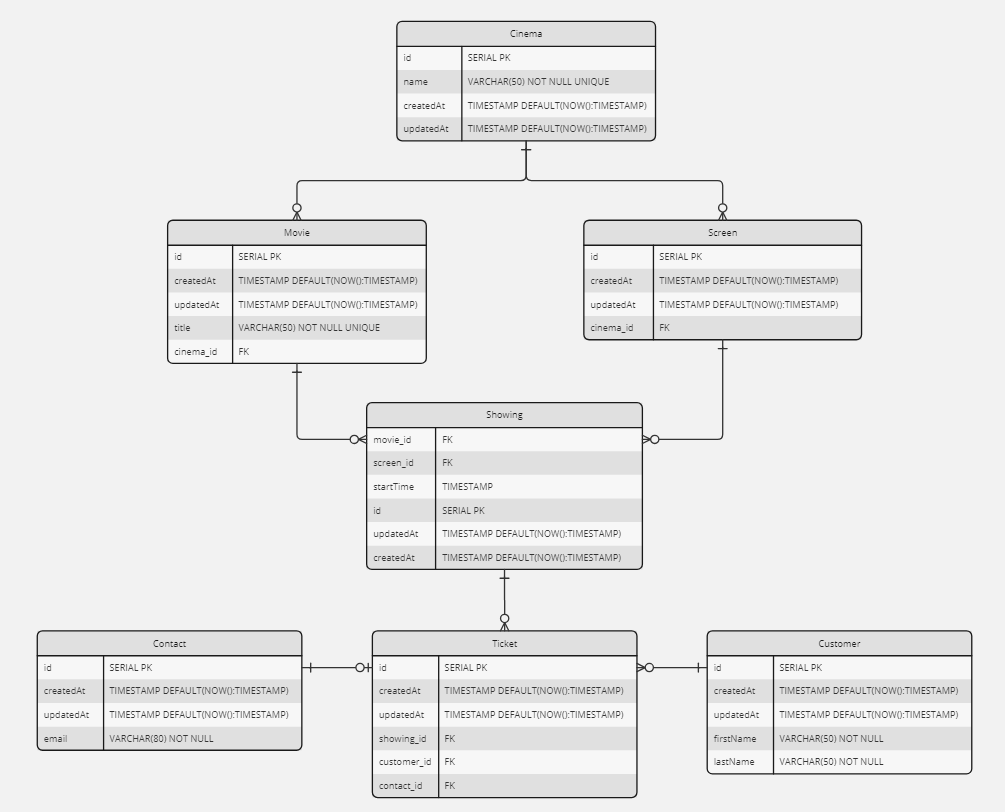 Cinema
id SERIAL PK
name VARCHAR(50) NOT NULL UNIQUE
createdAt TIMESTAMP DEFAULT(NOW():TIMESTAMP)
updatedAt TIMESTAMP DEFAULT(NOW():TIMESTAMP)
Movie
id SERIAL PK
createdAt TIMESTAMP DEFAULT(NOW():TIMESTAMP)
updatedAt TIMESTAMP DEFAULT(NOW():TIMESTAMP)
title VARCHAR(50) NOT NULL UNIQUE
cinema_id FK
Screen
id SERIAL PK
createdAt TIMESTAMP DEFAULT(NOW():TIMESTAMP)
updatedAt TIMESTAMP DEFAULT(NOW():TIMESTAMP)
cinema_id FK
Showing
movie_id FK
screen_id FK
startTime TIMESTAMP
id SERIAL PK
updatedAt TIMESTAMP DEFAULT(NOW():TIMESTAMP)
createdAt TIMESTAMP DEFAULT(NOW():TIMESTAMP)
Contact
id SERIAL PK
createdAt TIMESTAMP DEFAULT(NOW():TIMESTAMP)
updatedAt TIMESTAMP DEFAULT(NOW():TIMESTAMP)
email VARCHAR(80) NOT NULL
Ticket
id SERIAL PK
createdAt TIMESTAMP DEFAULT(NOW():TIMESTAMP)
updatedAt TIMESTAMP DEFAULT(NOW():TIMESTAMP)
showing_id FK
customer_id FK
contact_id FK
Customer
id SERIAL PK
createdAt TIMESTAMP DEFAULT(NOW():TIMESTAMP)
updatedAt TIMESTAMP DEFAULT(NOW():TIMESTAMP)
firstName VARCHAR(50) NOT NULL
lastName VARCHAR(50) NOT NULL